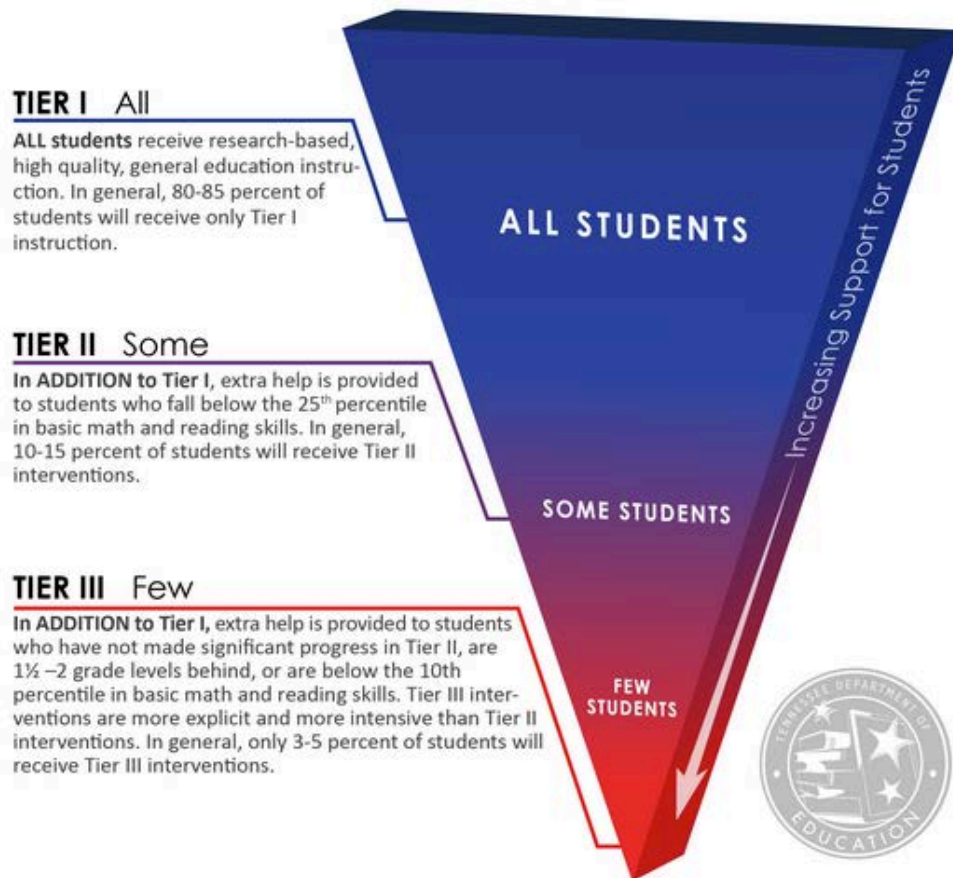 TIER I All
ALL students receive research-based,
high quality, general education instruc-
tion. In general, 80-85 percent of
students will receive only Tier I
instruction.
TIER II Some
In ADDITION to Tier I, extra help is provided
to students who fall below the 25th percentile
in basic math and reading skills. In general,
10-15 percent of students will receive Tier II
interventions.
TIER III Few
In ADDITION to Tier I, extra help is provided to students
who have not made significant progress in Tier II, are
1½ –2 grade levels behind, or are below the 10th
percentile in basic math and reading skills. Tier III inter-
ventions are more explicit and more intensive than Tier II
interventions. In general, only 3-5 percent of students will
receive Tier III interventions.
ALL STUDENTS
SOME STUDENTS
FEW
STUDENTS
Increasing Support for Students
TENNESSEE DEPARTMENT OF
EDUCATION